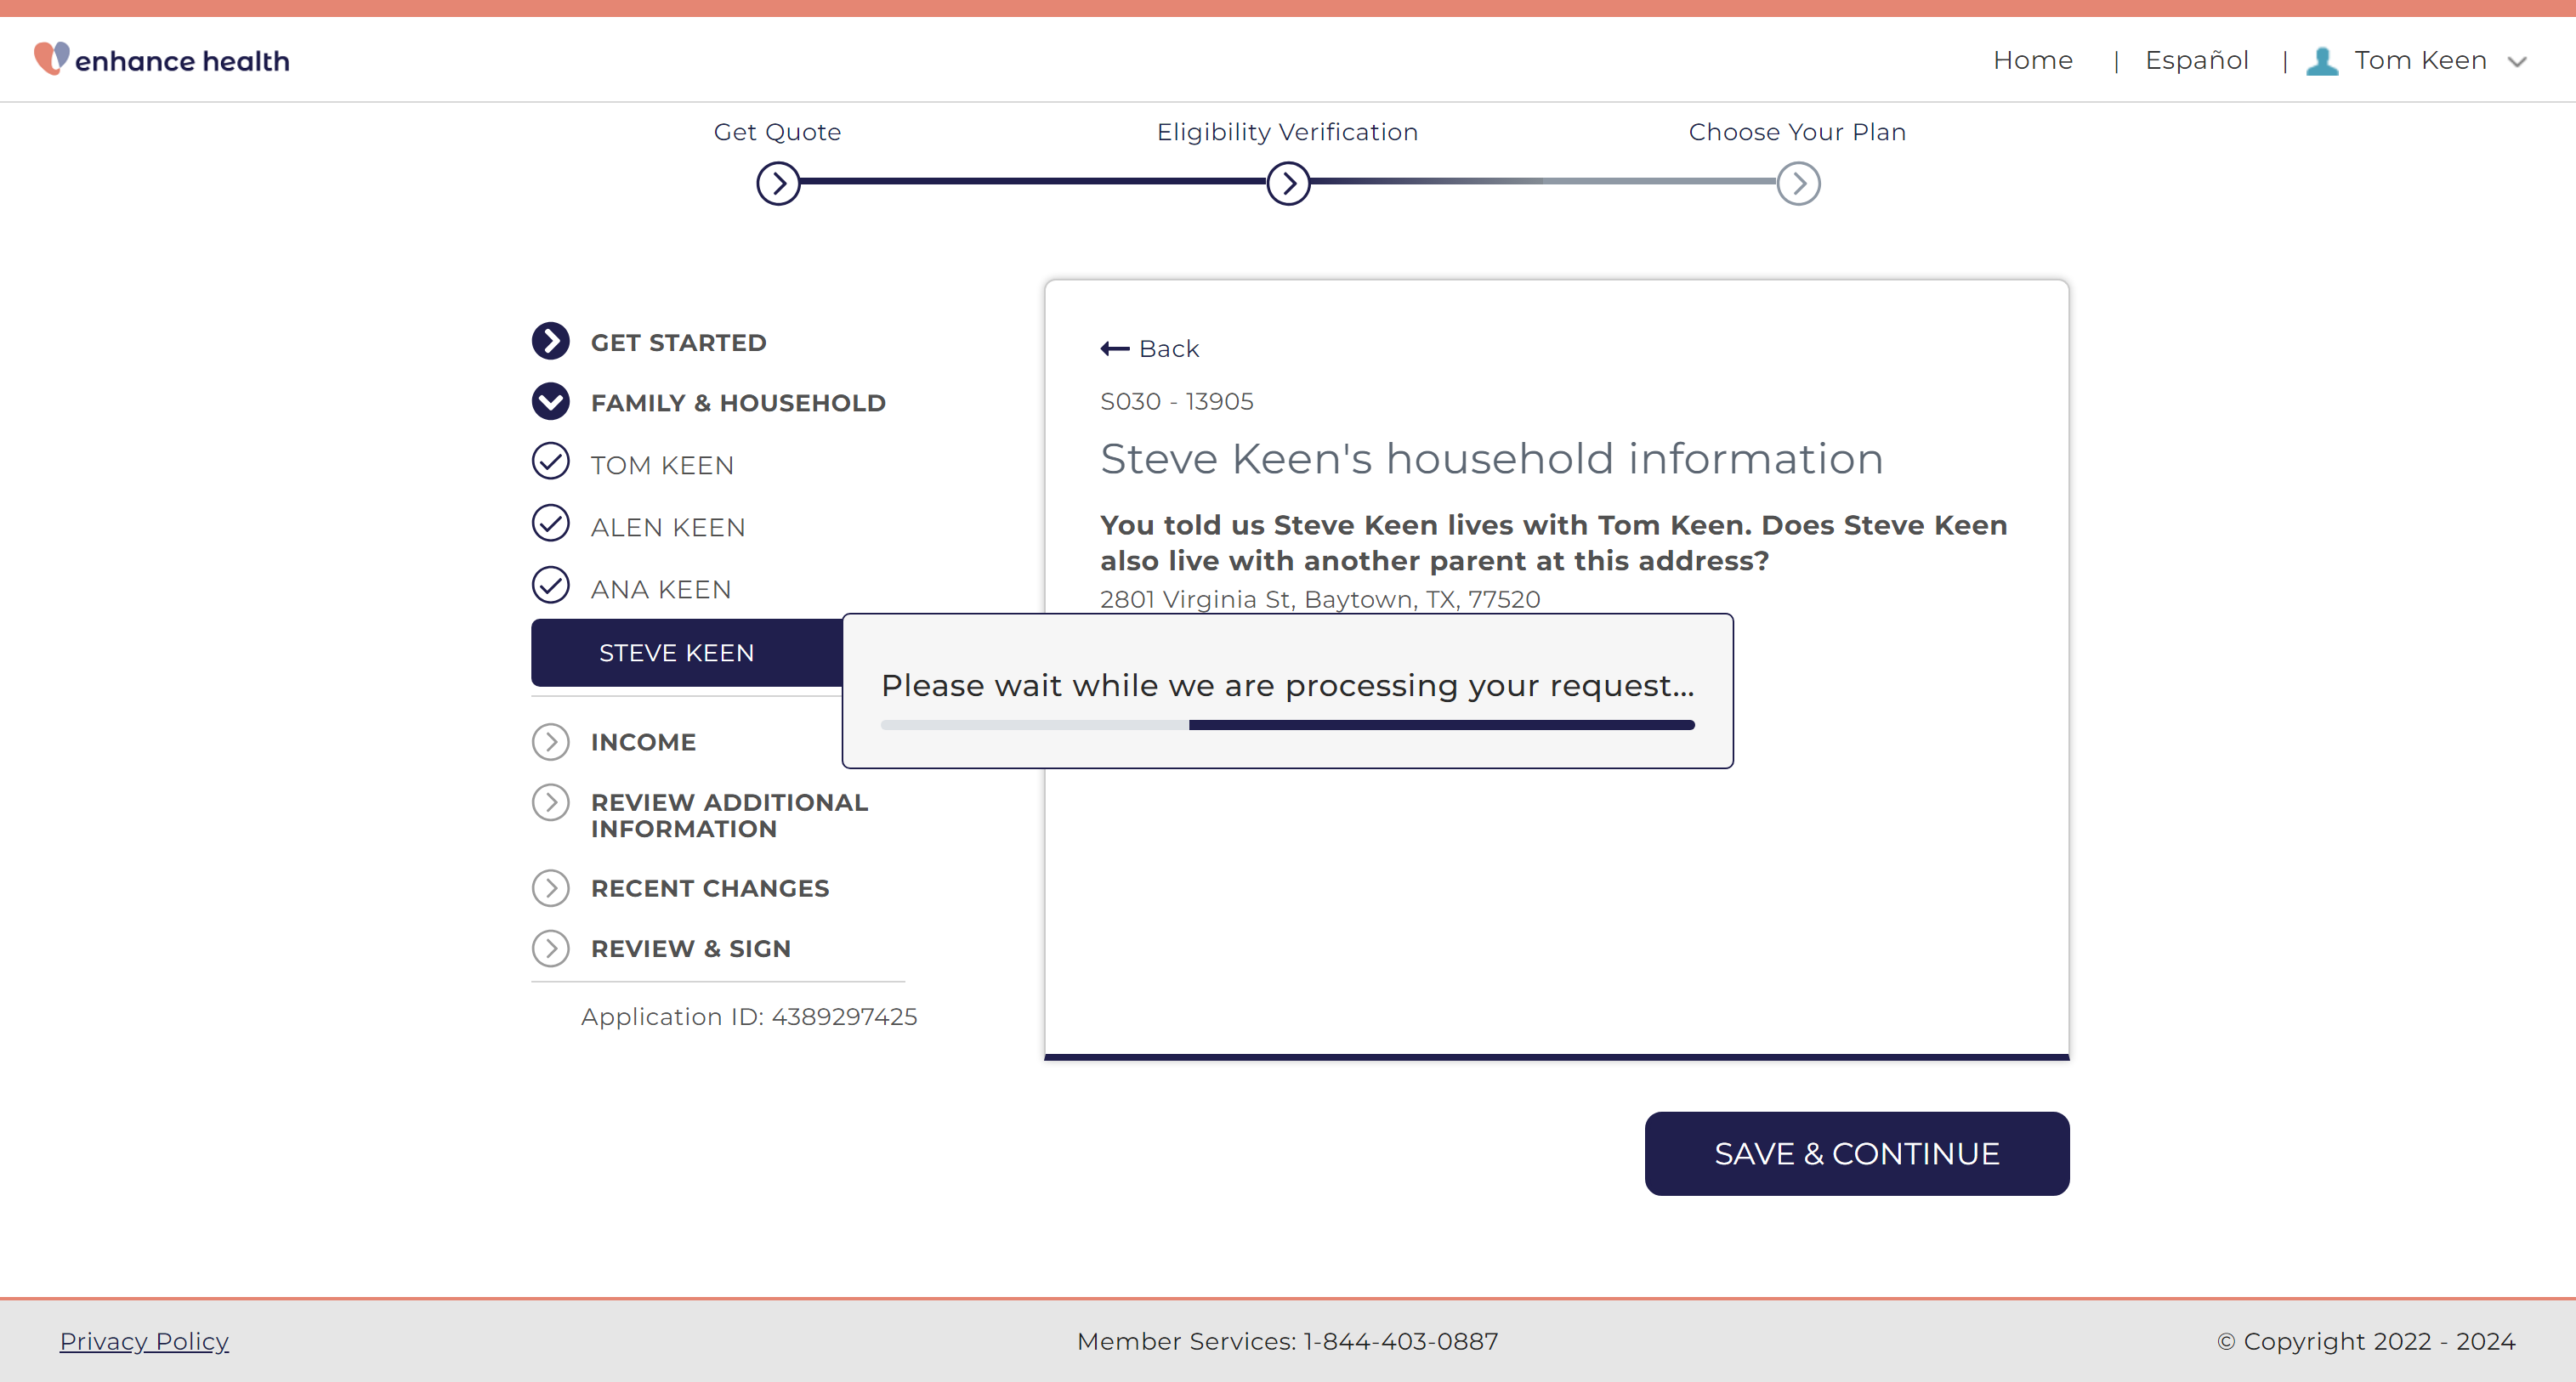 enhance health
Home | Español | Tom Keen
Get Quote
Eligibility Verification
Choose Your Plan
GET STARTED
FAMILY & HOUSEHOLD
TOM KEEN
ALEN KEEN
ANA KEEN
STEVE KEEN
INCOME
REVIEW ADDITIONAL
INFORMATION
RECENT CHANGES
REVIEW & SIGN
Application ID: 4389297425
Back
S030 - 13905
Steve Keen's household information
You told us Steve Keen lives with Tom Keen. Does Steve Keen
also live with another parent at this address?
2801 Virginia St, Baytown, TX, 77520
Please wait while we are processing your request...
SAVE & CONTINUE
Privacy Policy
Member Services: 1-844-403-0887
© Copyright 2022 - 2024